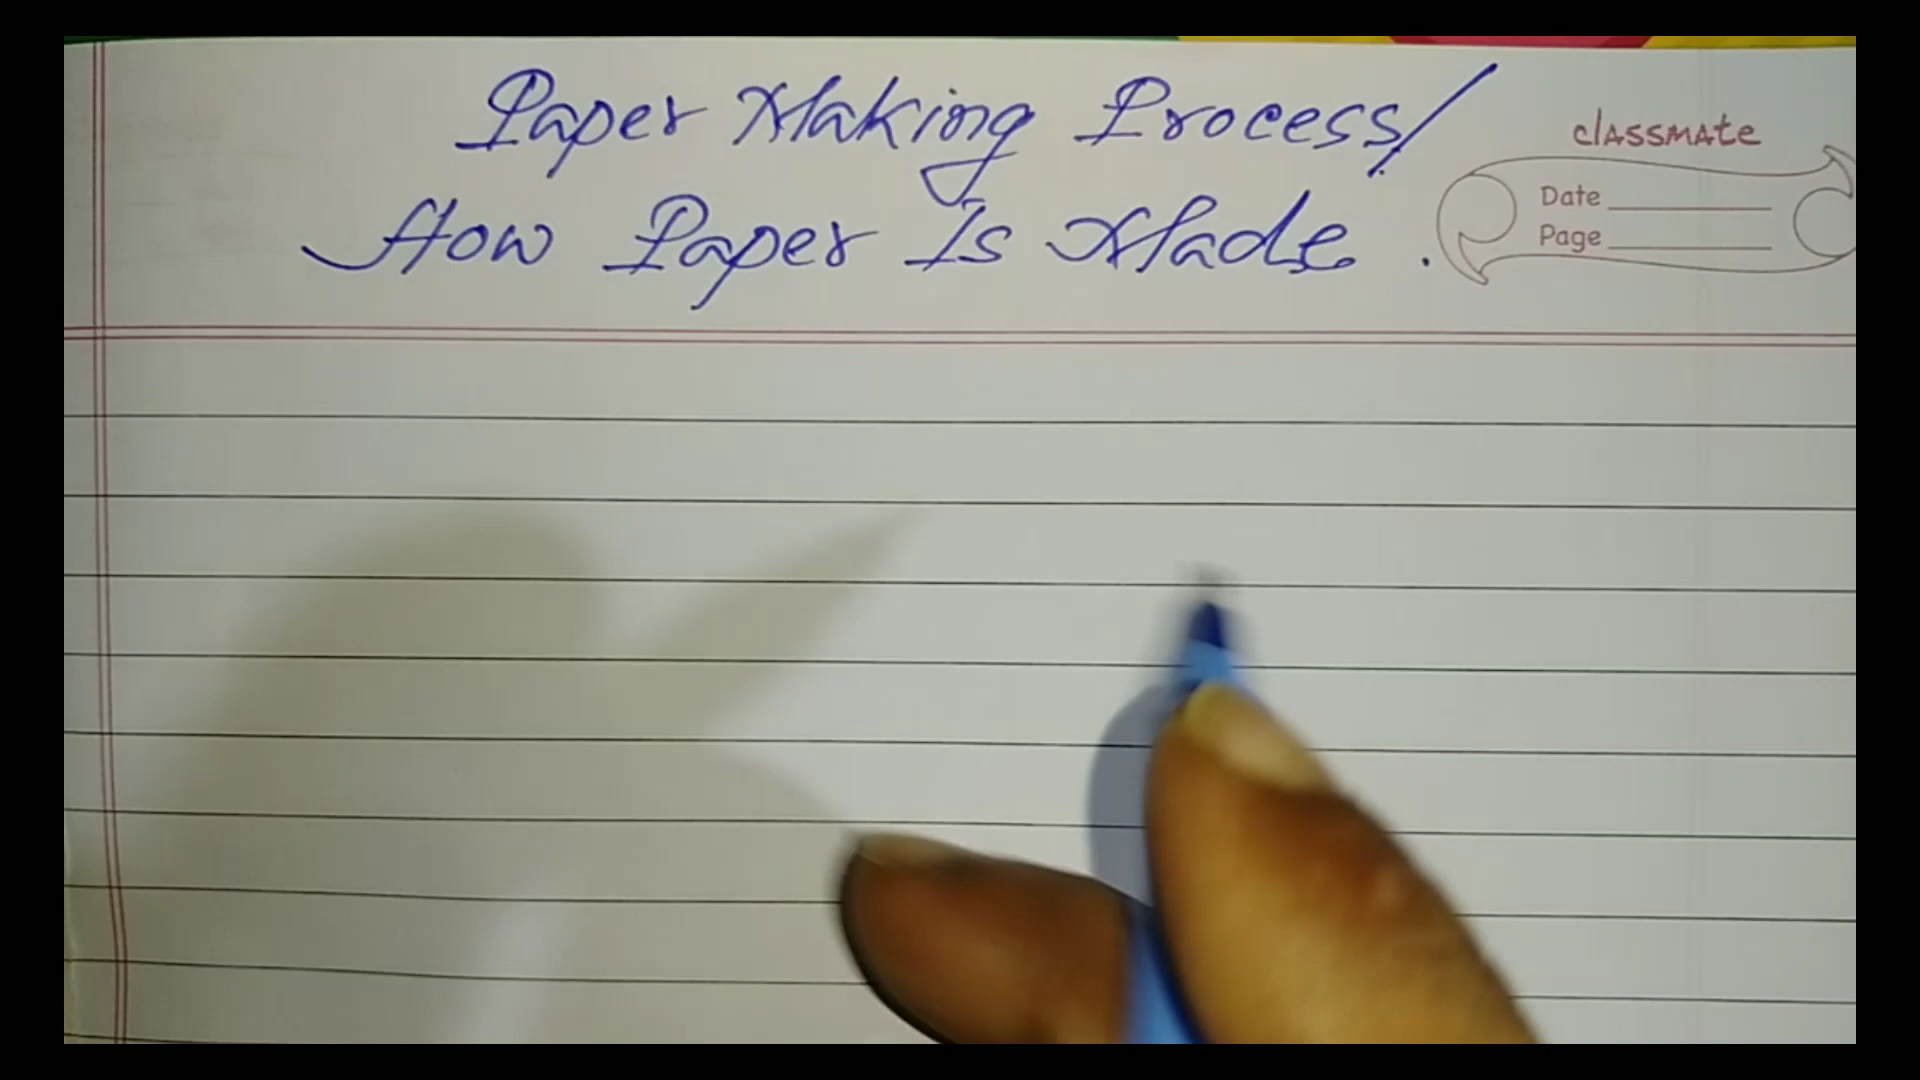 Paper Making Process/
How Paper Is Made.
classmate
Date
Page